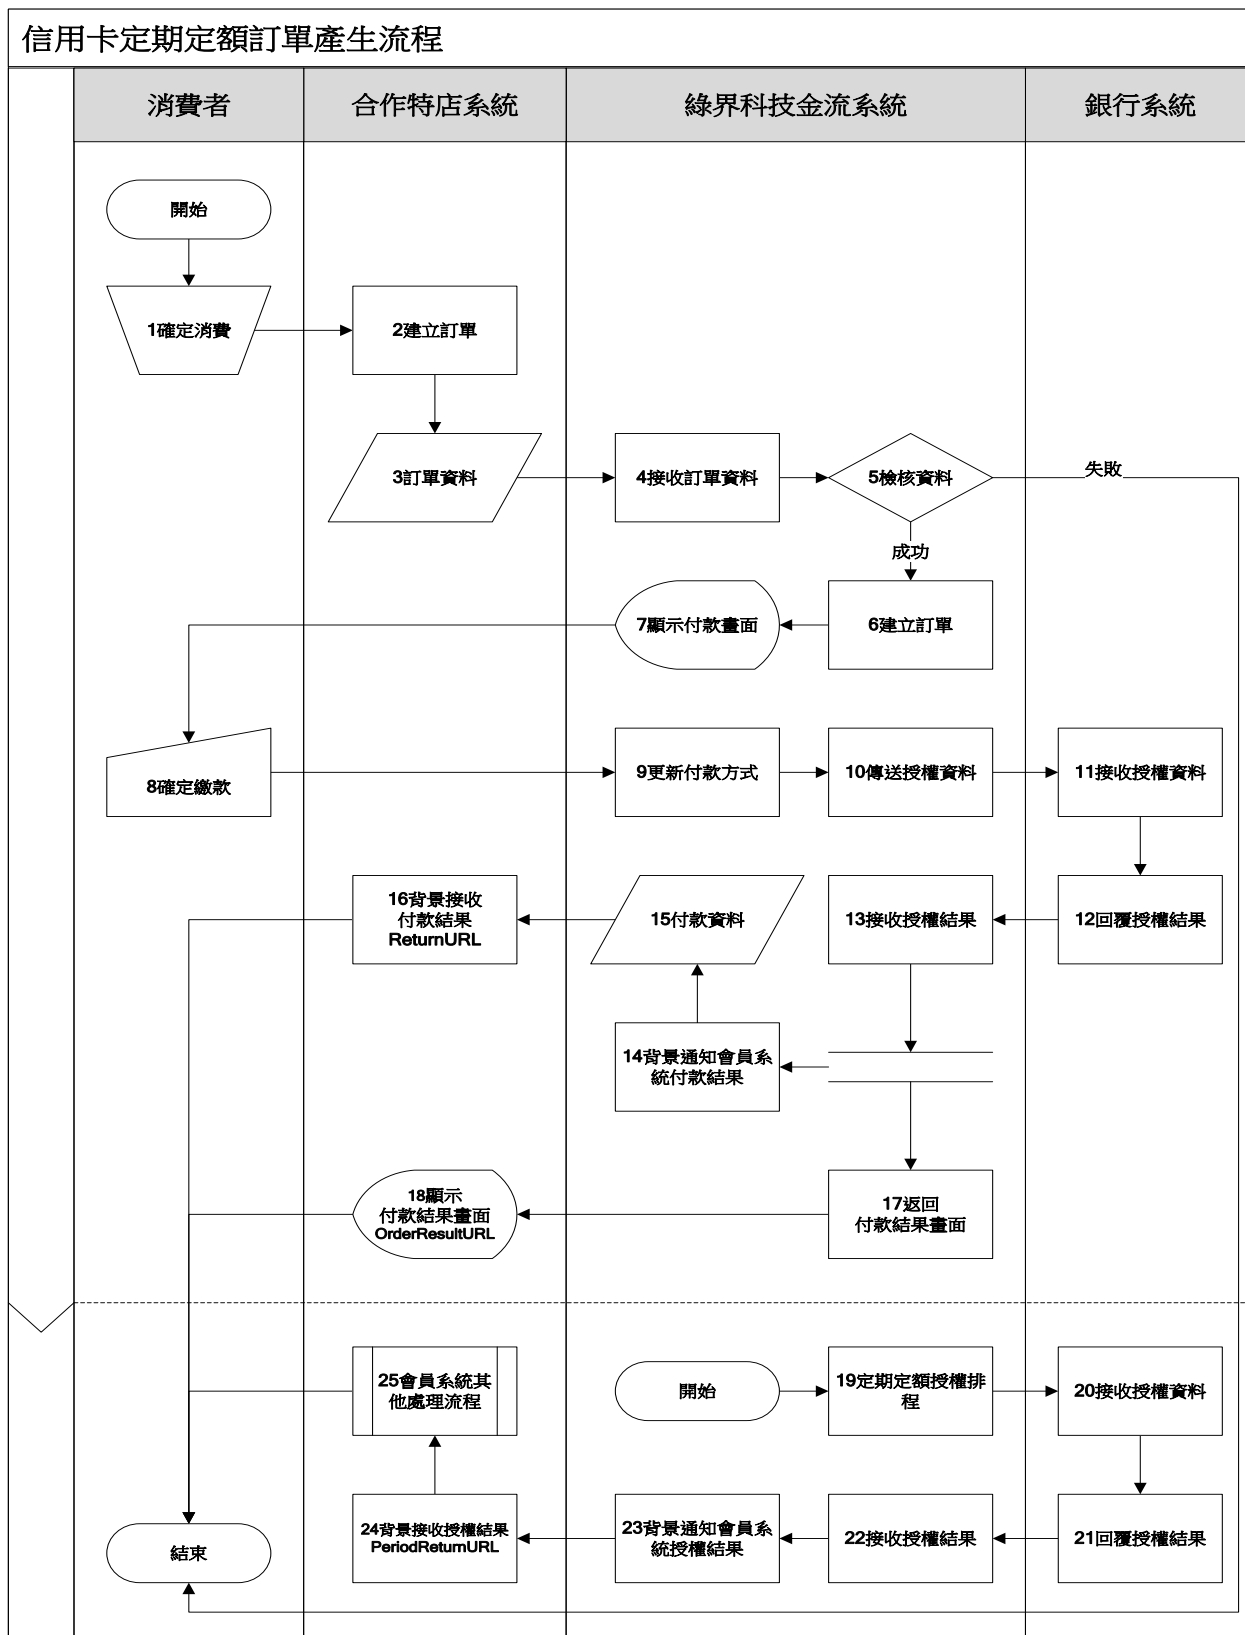 信用卡定期定額訂單產生流程
消費者
合作特店系統
綠界科技金流系統
銀行系統
開始
1確定消費
2建立訂單
3訂單資料
4接收訂單資料
5檢核資料
失敗
成功
7顯示付款畫面
6建立訂單
8確定繳款
9更新付款方式
10傳送授權資料
11接收授權資料
16背景接收
付款結果
ReturnURL
15付款資料
13接收授權結果
12回覆授權結果
14背景通知會員系
統付款結果
18顯示
付款結果畫面
OrderResultURL
17返回
付款結果畫面
25會員系統其
他處理流程
開始
19定期定額授權排
程
20接收授權資料
結束
24背景接收授權結果
PeriodReturnURL
23背景通知會員系
統授權結果
22接收授權結果
21回覆授權結果